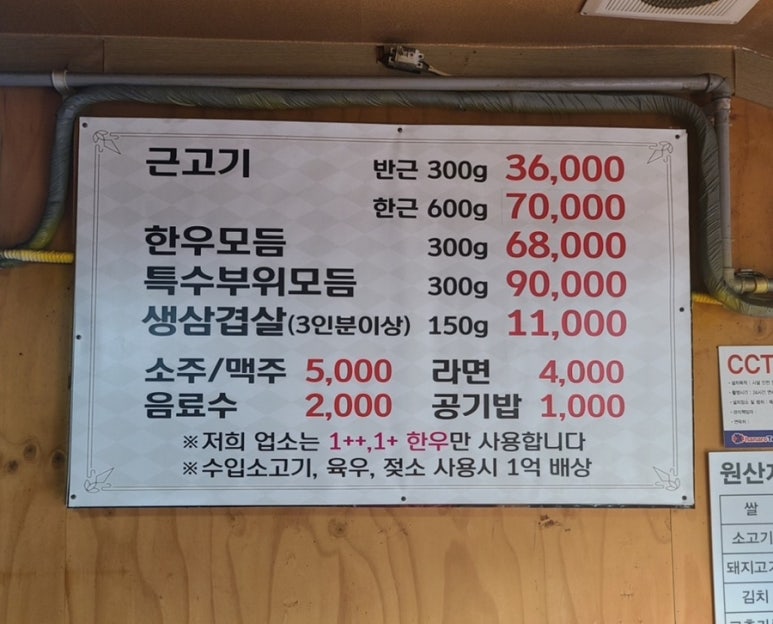 근고기 반근 300g 36,000
한근 600g 70,000
한우모듬 300g 68,000
특수부위모듬 300g 90,000
생삼겹살(3인분이상) 150g 11,000
소주/맥주 5,000 라면 4,000
음료수 2,000 공기밥 1,000
※저희 업소는 1++,1+ 한우만 사용합니다
※수입소고기, 육우, 젖소 사용시 1억 배상
CCT
원산지
쌀
소고기
돼지고기
김치